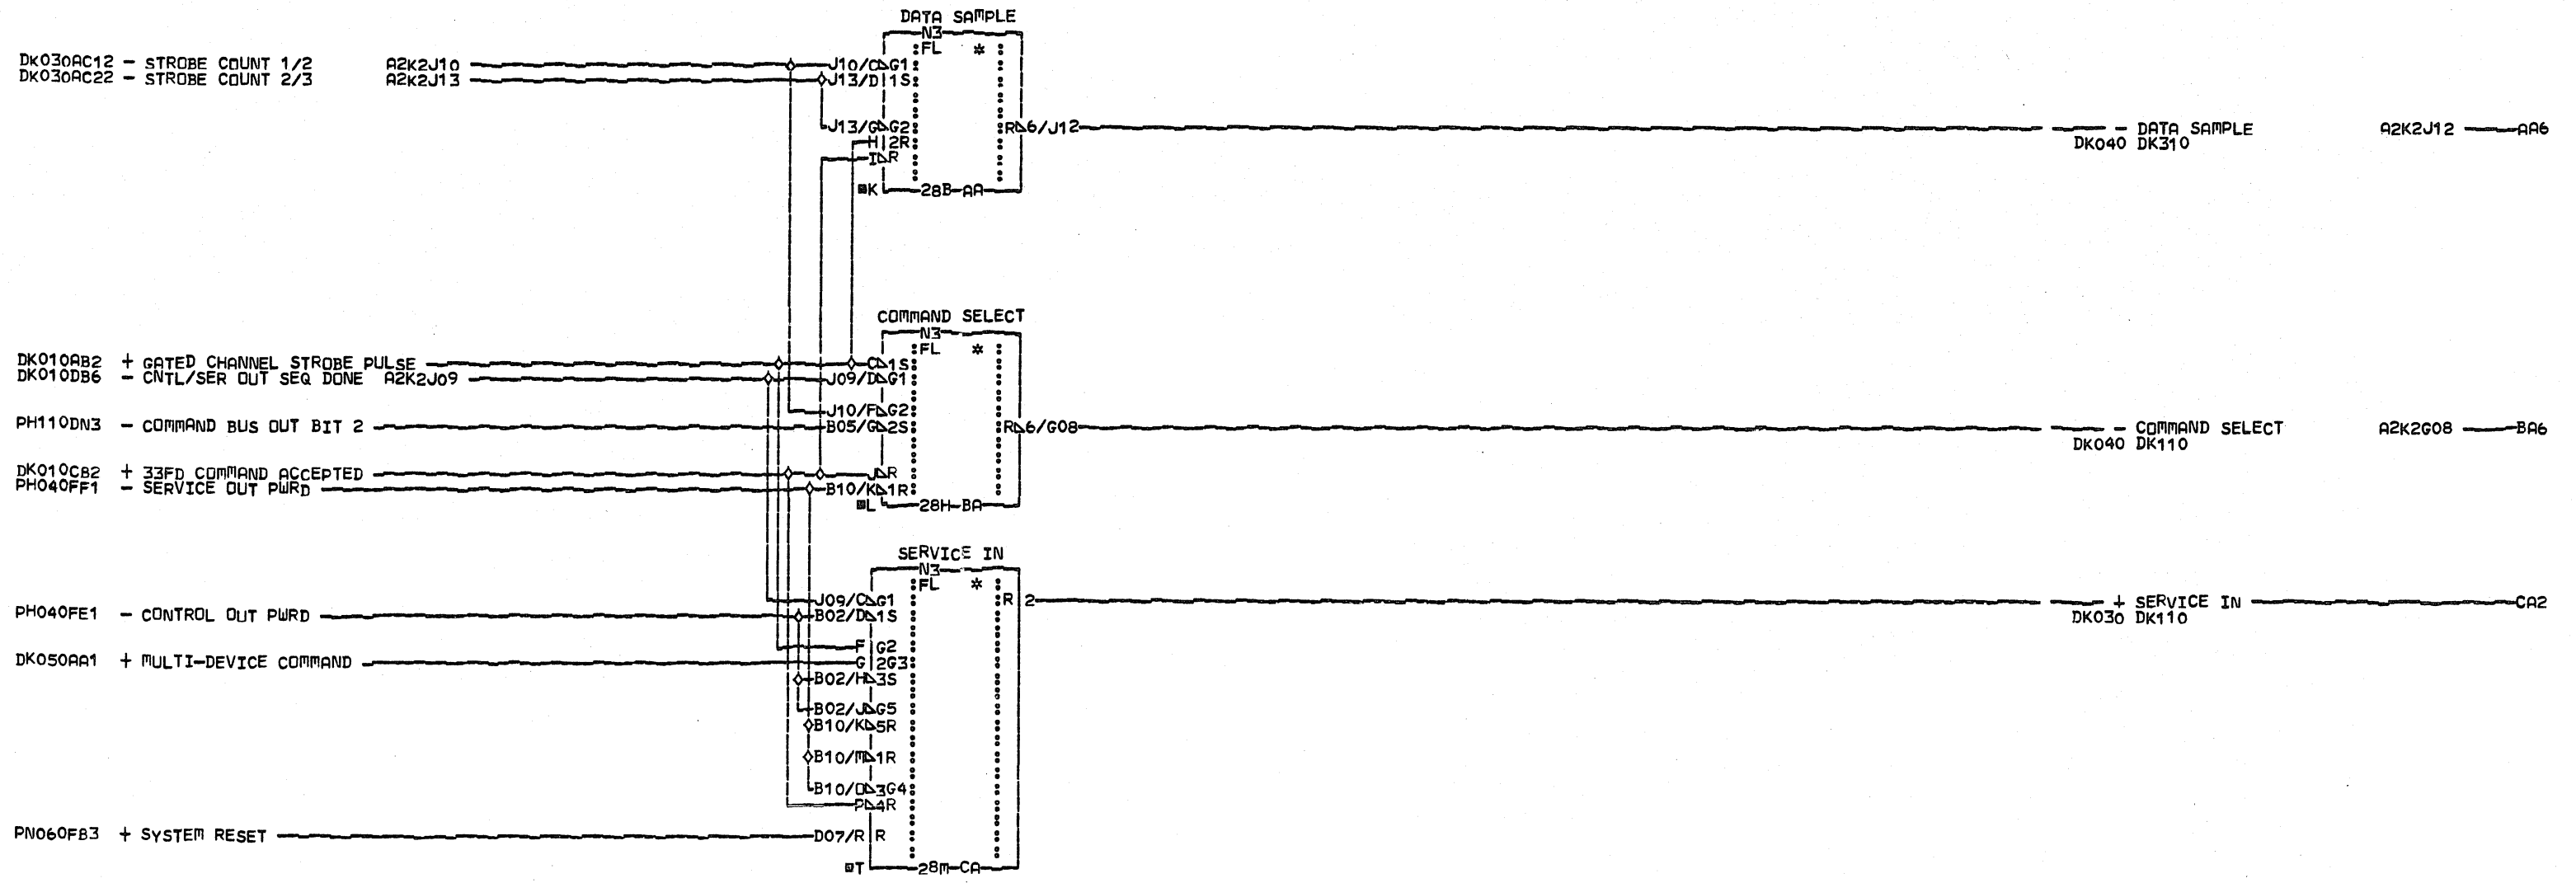 DATA SAMPLE
N3
FL *
DK030AC12 - STROBE COUNT 1/2 A2K2J10 J10/C G1
DK030AC22 - STROBE COUNT 2/3 A2K2J13 J13/D 1S
J13/G G2 R 6/J12 - DATA SAMPLE A2K2J12 AA6
H 2R DK040 DK310
I R
K 28B-AA
COMMAND SELECT
N3
FL *
DK010AB2 + GATED CHANNEL STROBE PULSE C 1S
DK010DB6 - CNTL/SER OUT SEQ DONE A2K2J09 J09/D G1
J10/F G2
PH110DN3 - COMMAND BUS OUT BIT 2 B05/G 2S R 6/G08 - COMMAND SELECT A2K2G08 BA6
DK040 DK110
DK010CB2 + 33FD COMMAND ACCEPTED J R
PH040FF1 - SERVICE OUT PWRD B10/K 1R
L 28H-BA
SERVICE IN
N3
FL *
J09/C G1 R 2 + SERVICE IN CA2
PH040FE1 - CONTROL OUT PWRD B02/D 1S DK030 DK110
F G2
DK050AA1 + MULTI-DEVICE COMMAND G 2G3
B02/H 3S
B02/J G5
B10/K 5R
B10/M 1R
B10/O 3G4
P 4R
PN060FB3 + SYSTEM RESET D07/R R
T 28M-CA